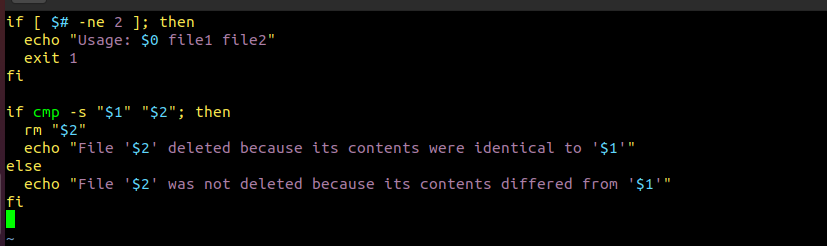 if [ $# -ne 2 ]; then
  echo "Usage: $0 file1 file2"
  exit 1
fi

if cmp -s "$1" "$2"; then
  rm "$2"
  echo "File '$2' deleted because its contents were identical to '$1'"
else
  echo "File '$2' was not deleted because its contents differed from '$1'"
fi

~